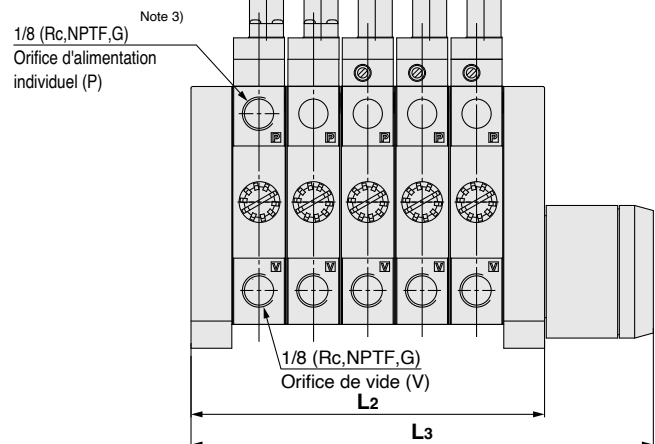 Note 3)
1/8 (Rc,NPTF,G)
Orifice d'alimentation
individuel (P)
P P P P P
V V V V V
1/8 (Rc,NPTF,G)
Orifice de vide (V)
L2
L3